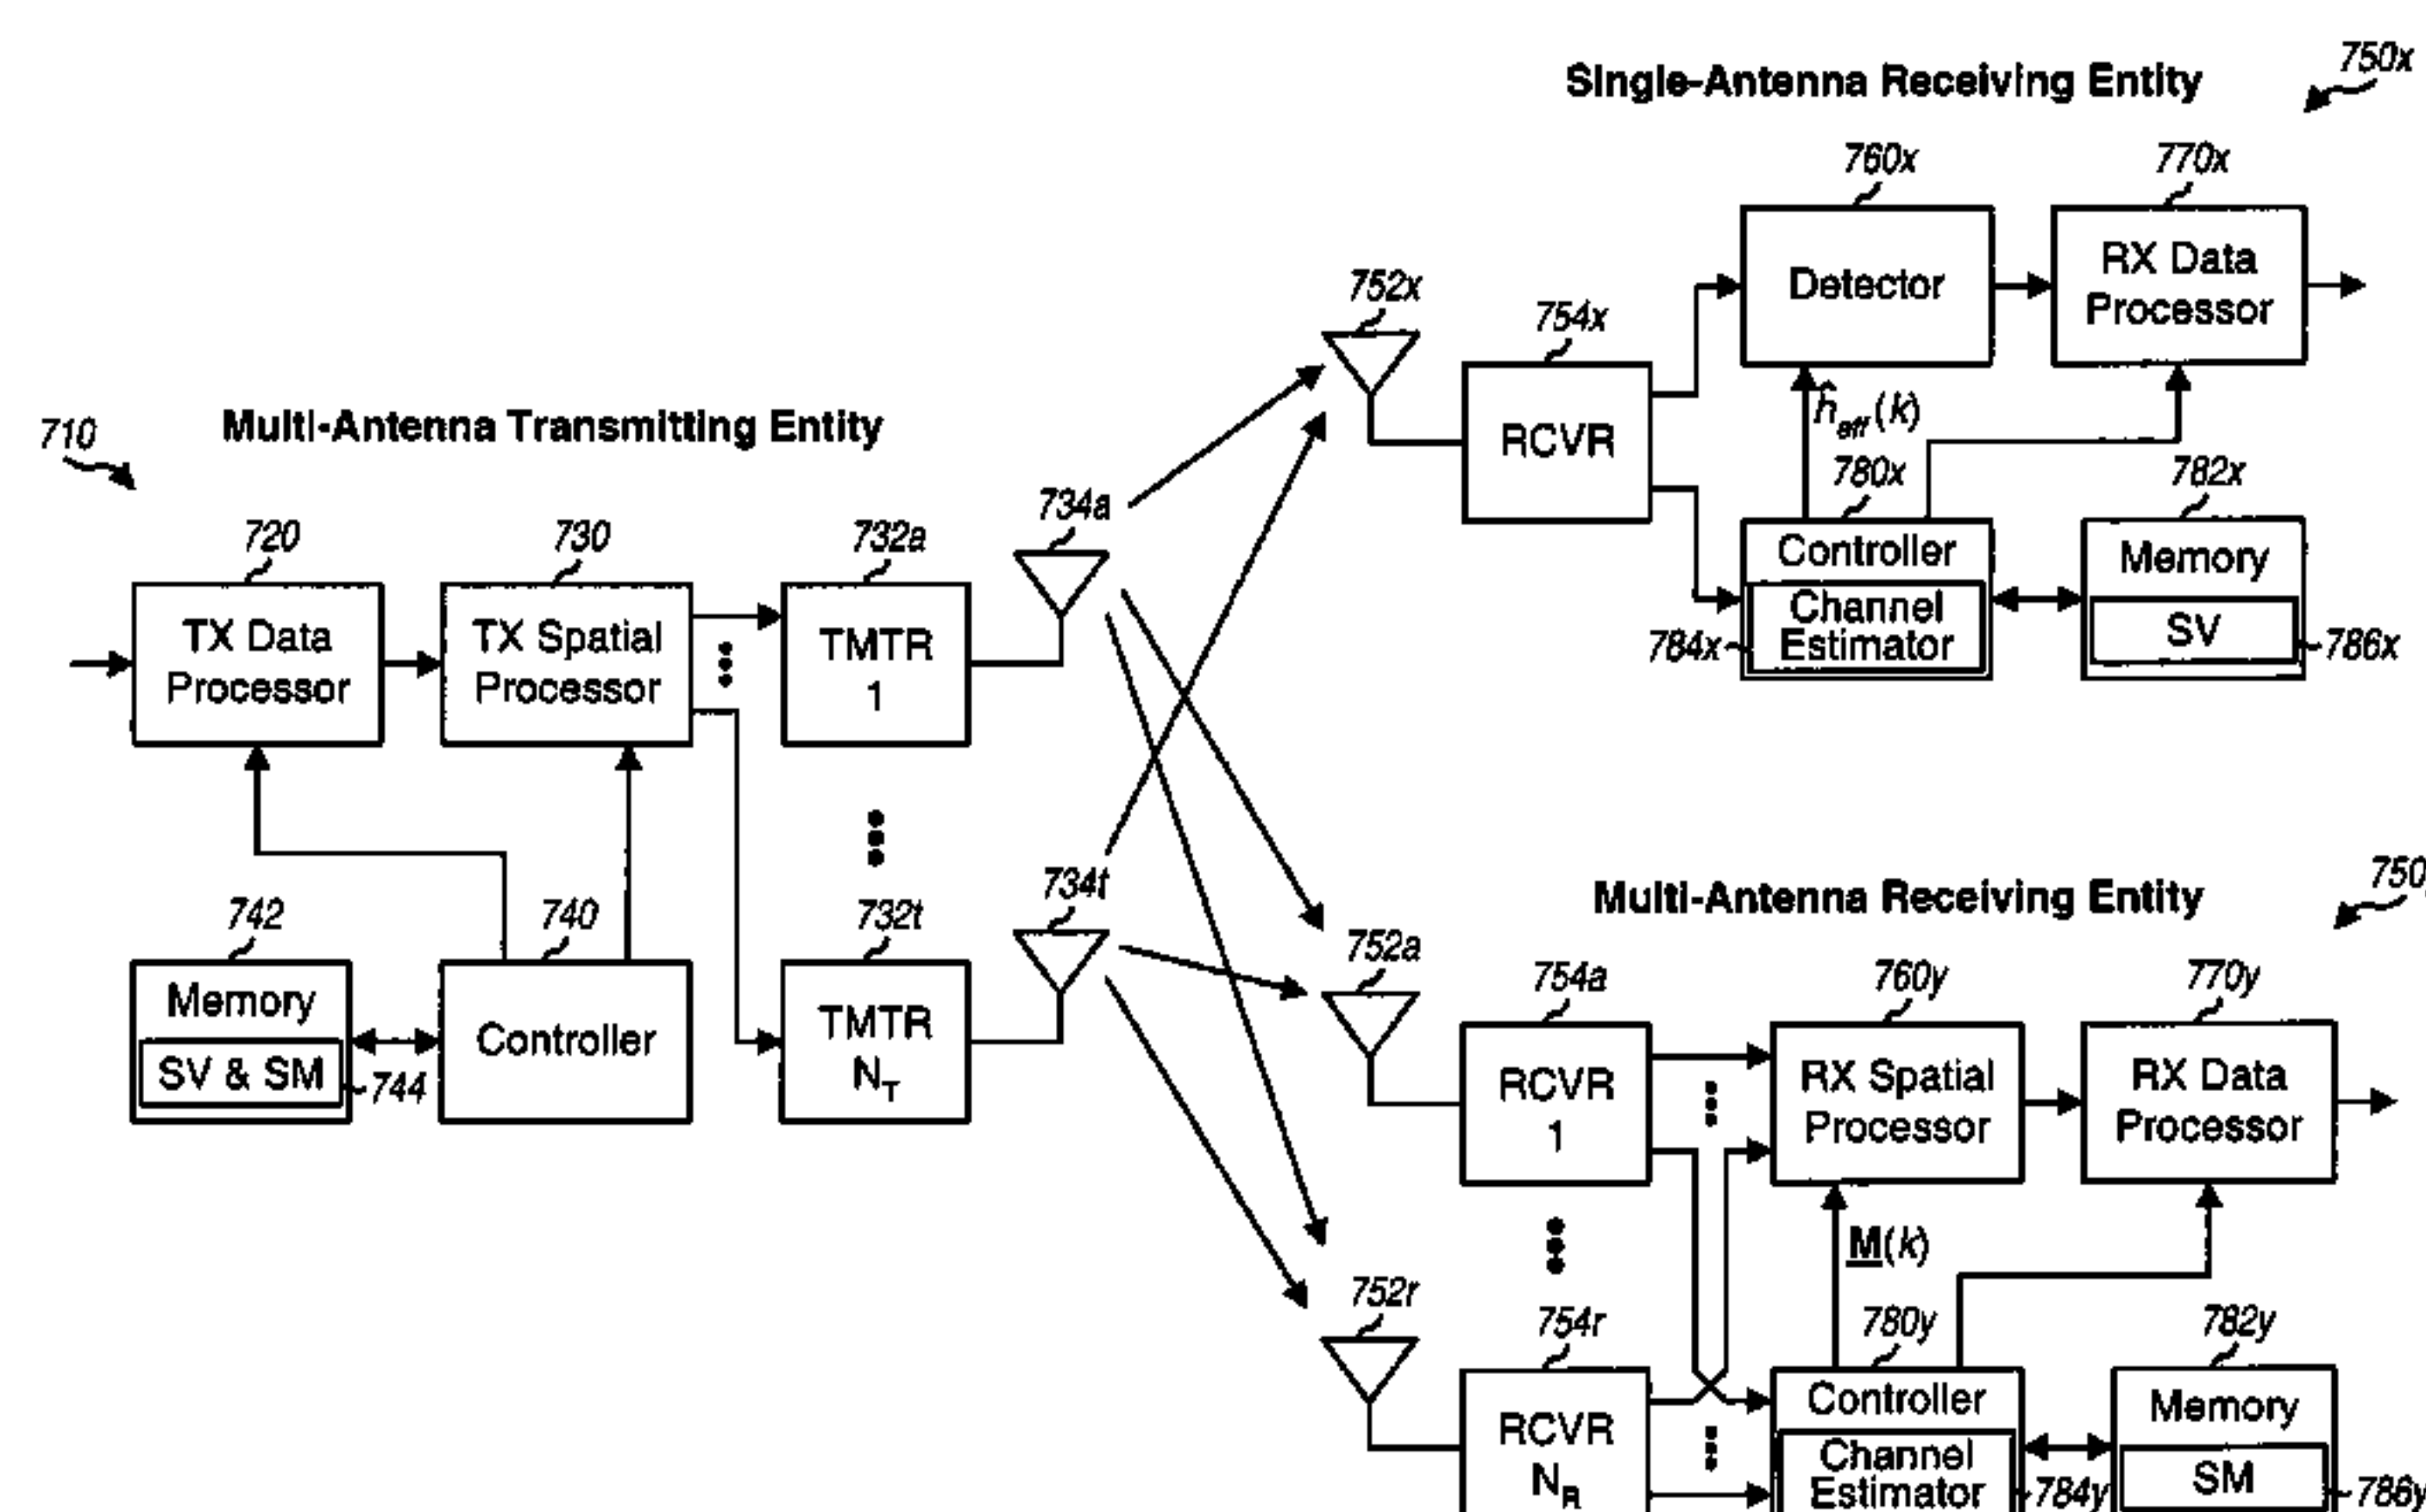 750x
Single-Antenna Receiving Entity
760x
770x
Detector
RX Data
Processor
752x
754x
RCVR
ĥeff(k)
780x
782x
Controller
Memory
Channel
Estimator
784x
SV
786x
710
Multi-Antenna Transmitting Entity
734a
720
730
732a
TX Data
Processor
TX Spatial
Processor
TMTR
1
734t
742
740
732t
Memory
SV & SM
744
Controller
TMTR
NT
750
Multi-Antenna Receiving Entity
752a
754a
760y
770y
RCVR
1
RX Spatial
Processor
RX Data
Processor
M(k)
752r
754r
780y
782y
RCVR
NR
Controller
Memory
Channel
Estimator
784y
SM
786y